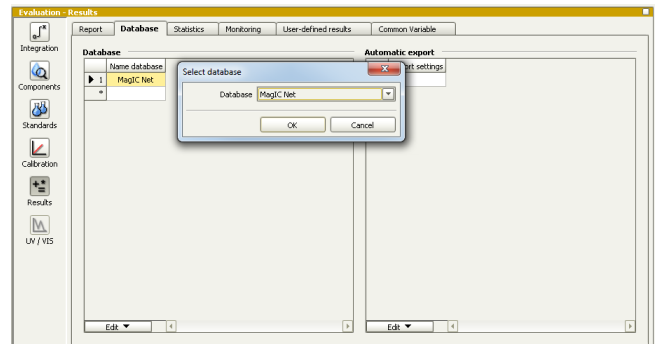 Evaluation - Results
Report Database Statistics Monitoring User-defined results Common Variable
Integration
Components
Standards
Calibration
Results
UV / VIS
Database
Name database
1 MagIC Net
*
Automatic export
ort settings
Select database
Database MagIC Net
OK Cancel
Edit
Edit